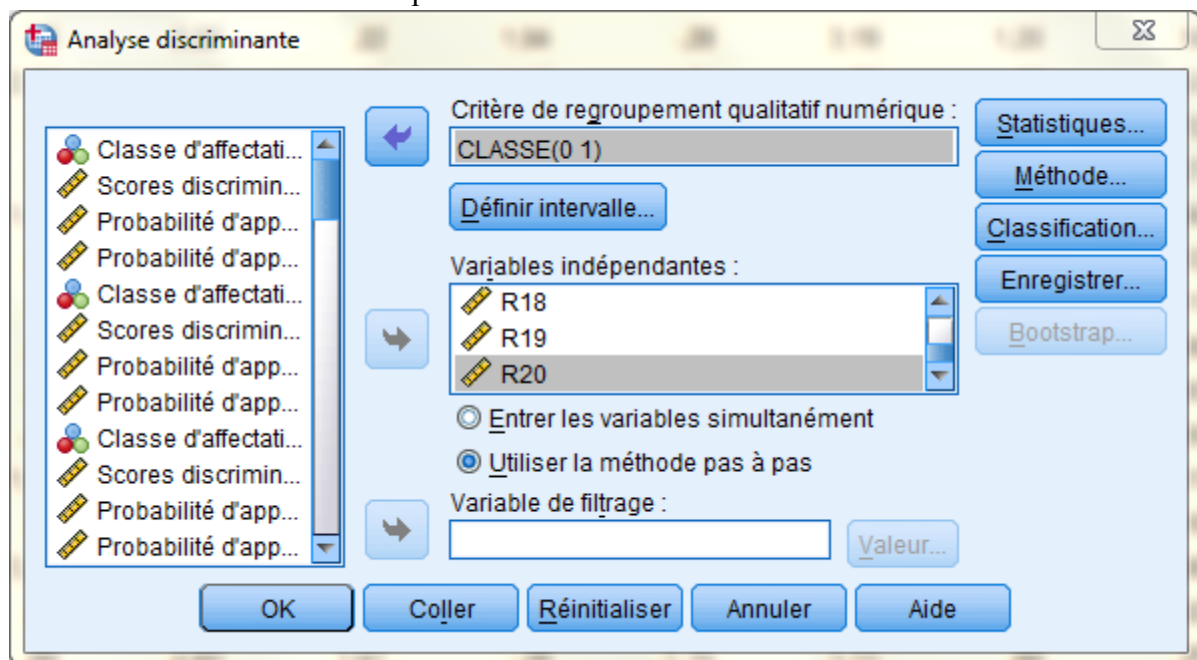 Analyse discriminante
Classe d'affectati...
Scores discrimin...
Probabilité d'app...
Probabilité d'app...
Classe d'affectati...
Scores discrimin...
Probabilité d'app...
Probabilité d'app...
Classe d'affectati...
Scores discrimin...
Probabilité d'app...
Probabilité d'app...
Critère de regroupement qualitatif numérique :
CLASSE(0 1)
Définir intervalle...
Variables indépendantes :
R18
R19
R20
Entrer les variables simultanément
Utiliser la méthode pas à pas
Variable de filtrage :
Valeur...
Statistiques...
Méthode...
Classification...
Enregistrer...
Bootstrap...
OK
Coller
Réinitialiser
Annuler
Aide